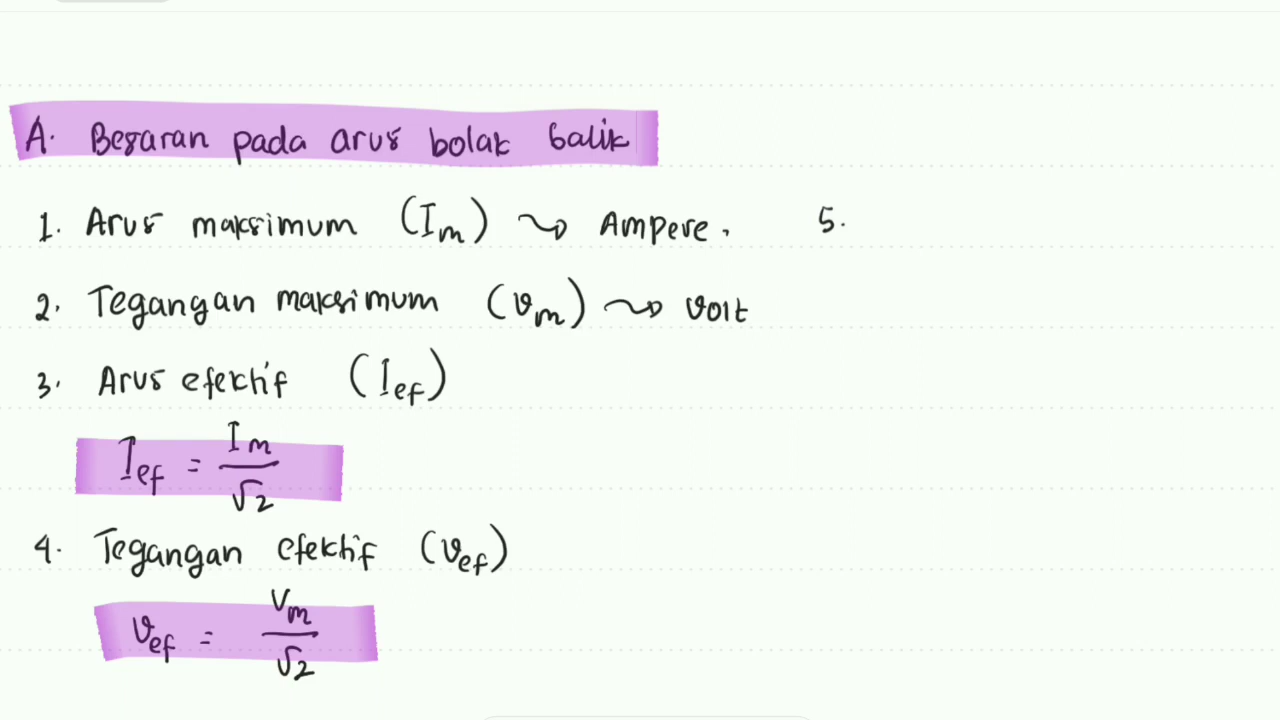 A. Besaran pada arus bolak balik
1. Arus maksimum (Im) ⤳ Ampere.
2. Tegangan maksimum (Vm) ⤳ Volt
3. Arus efektif (Ief)
Ief = Im/√2
4. Tegangan efektif (Vef)
Vef = Vm/√2
5.